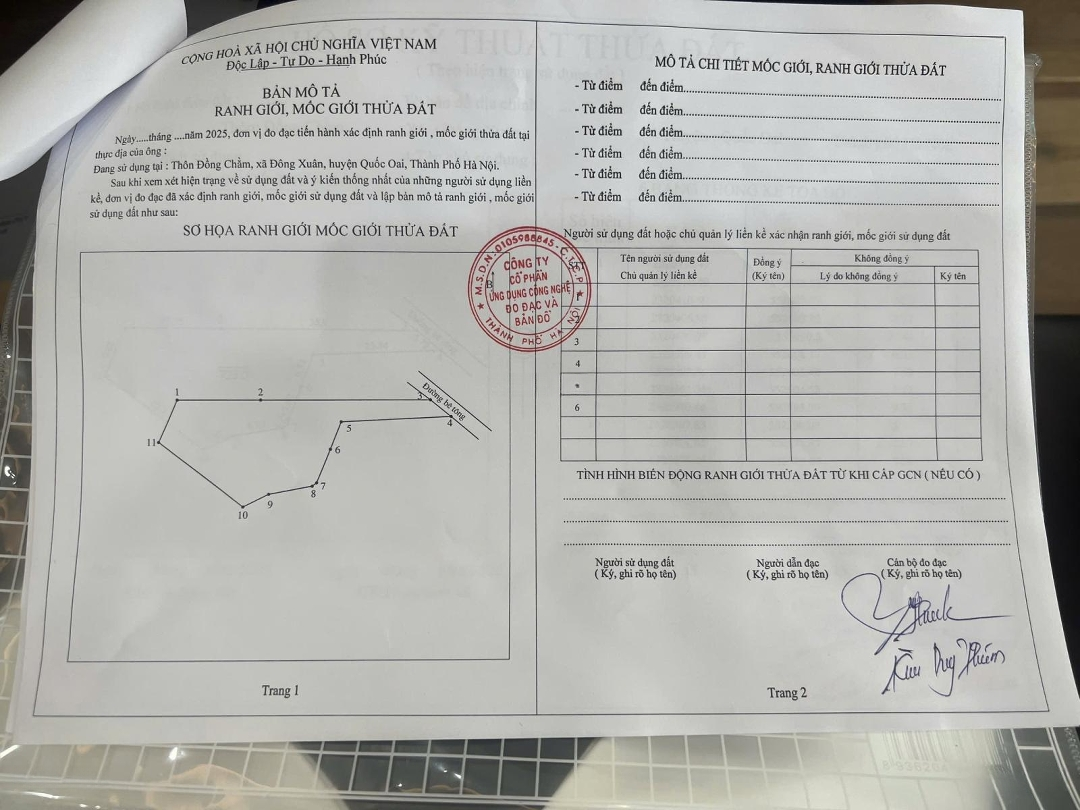 CỘNG HOÀ XÃ HỘI CHỦ NGHĨA VIỆT NAM
Độc Lập - Tự Do - Hạnh Phúc
BẢN MÔ TẢ
RANH GIỚI, MỐC GIỚI THỬA ĐẤT
Ngày.....tháng ....năm 2025, đơn vị đo đạc tiến hành xác định ranh giới , mốc giới thửa đất tại
thực địa của ông :
Đang sử dụng tại : Thôn Đồng Chằm, xã Đông Xuân, huyện Quốc Oai, Thành Phố Hà Nội.
Sau khi xem xét hiện trạng về sử dụng đất và ý kiến thống nhất của những người sử dụng liền
kề, đơn vị đo đạc đã xác định ranh giới, mốc giới sử dụng đất và lập bản mô tả ranh giới , mốc giới
sử dụng đất như sau:
SƠ HỌA RANH GIỚI MỐC GIỚI THỬA ĐẤT
B
Đường bê tông
1
2
3
4
5
6
7
8
9
10
11
Trang 1
M.S.D.N:0105988845-C.T.C.P
CÔNG TY
CỔ PHẦN
ỨNG DỤNG CÔNG NGHỆ
ĐO ĐẠC VÀ
BẢN ĐỒ
THÀNH PHỐ HÀ NỘI
MÔ TẢ CHI TIẾT MỐC GIỚI, RANH GIỚI THỬA ĐẤT
- Từ điểm đến điểm
- Từ điểm đến điểm
- Từ điểm đến điểm
- Từ điểm đến điểm
- Từ điểm đến điểm
- Từ điểm đến điểm
Người sử dụng đất hoặc chủ quản lý liền kề xác nhận ranh giới, mốc giới sử dụng đất
STT
Tên người sử dụng đất
Chủ quản lý liền kề
Đồng ý
(Ký tên)
Không đồng ý
Lý do không đồng ý
Ký tên
1
2
3
4
6
TÌNH HÌNH BIẾN ĐỘNG RANH GIỚI THỬA ĐẤT TỪ KHI CẤP GCN ( NẾU CÓ )
Người sử dụng đất
( Ký, ghi rõ họ tên)
Người dẫn đạc
( Ký, ghi rõ họ tên)
Cán bộ đo đạc
( Ký, ghi rõ họ tên)
Trang 2